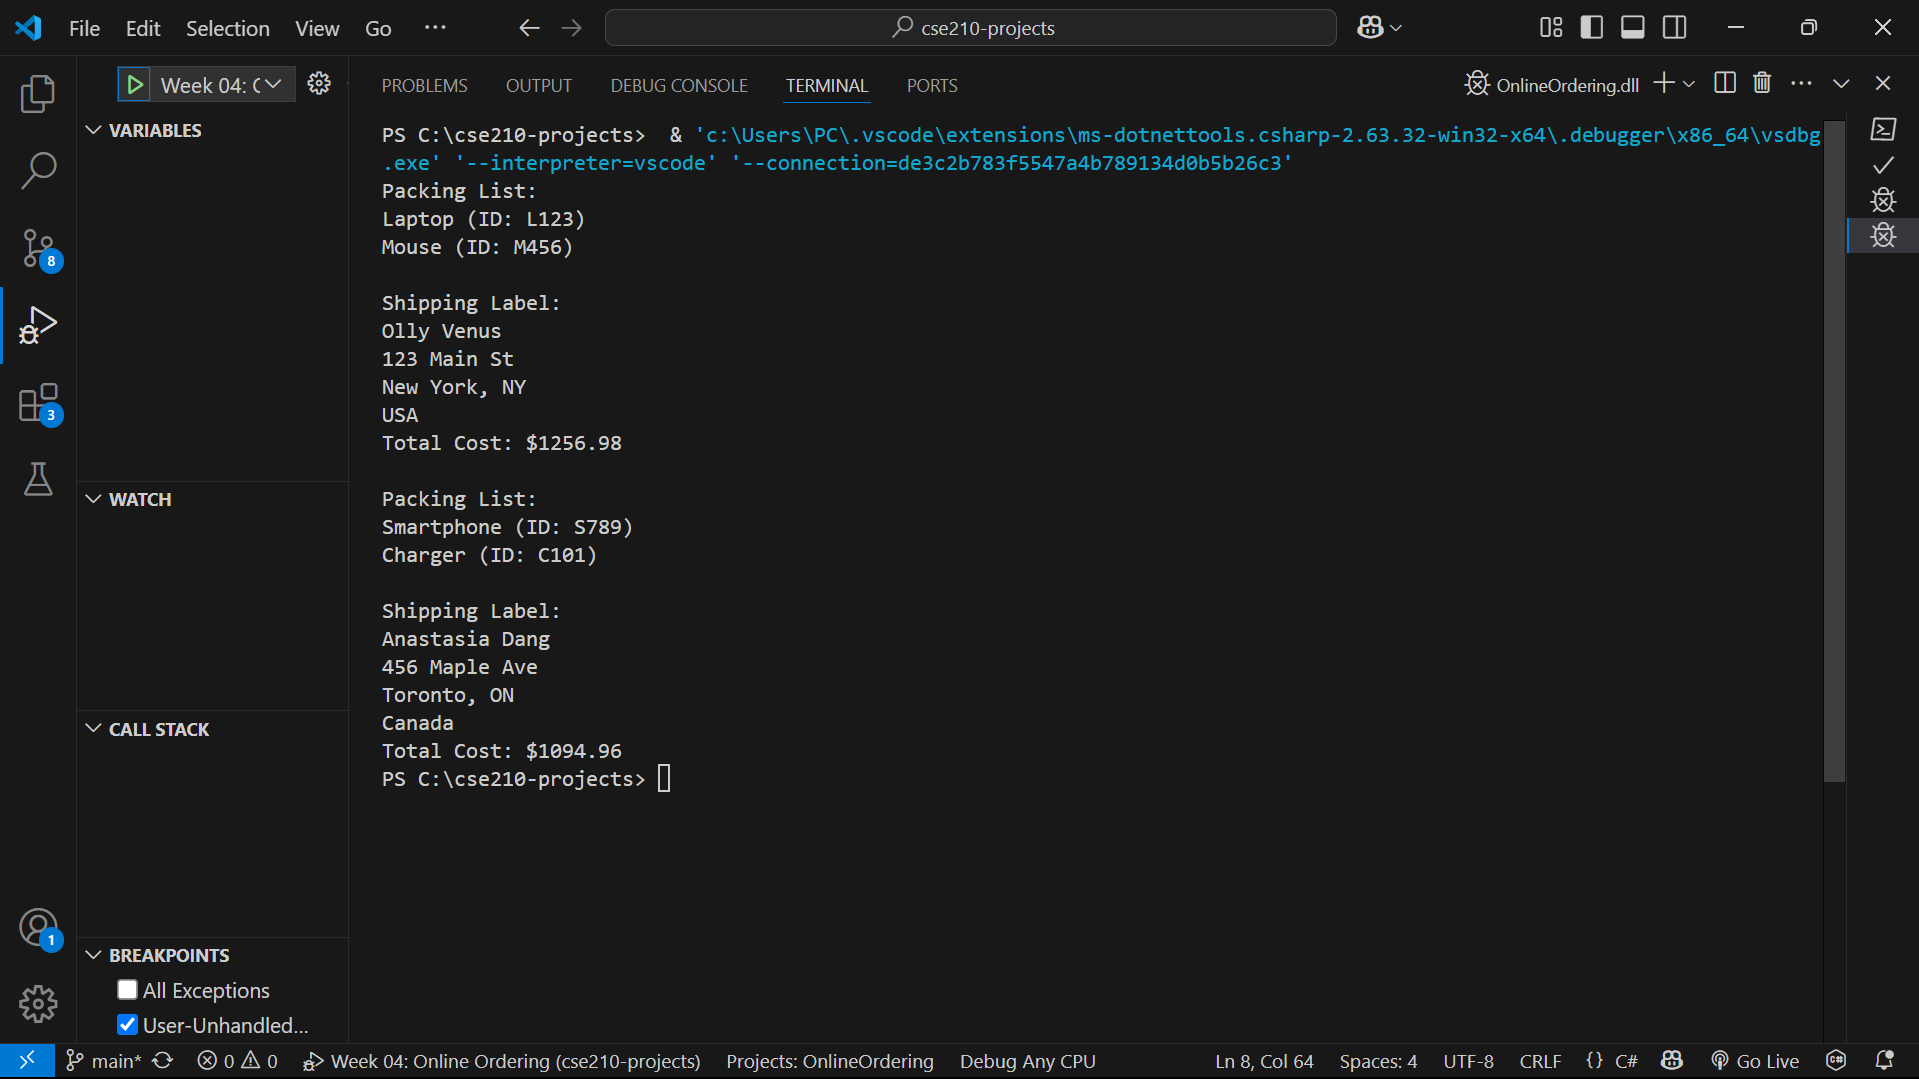 File Edit Selection View Go ··· cse210-projects
Week 04: C PROBLEMS OUTPUT DEBUG CONSOLE TERMINAL PORTS OnlineOrdering.dll
VARIABLES
WATCH
CALL STACK
BREAKPOINTS
All Exceptions
User-Unhandled...
PS C:\cse210-projects>  & 'c:\Users\PC\.vscode\extensions\ms-dotnettools.csharp-2.63.32-win32-x64\.debugger\x86_64\vsdbg
.exe' '--interpreter=vscode' '--connection=de3c2b783f5547a4b789134d0b5b26c3'
Packing List:
Laptop (ID: L123)
Mouse (ID: M456)
Shipping Label:
Olly Venus
123 Main St
New York, NY
USA
Total Cost: $1256.98
Packing List:
Smartphone (ID: S789)
Charger (ID: C101)
Shipping Label:
Anastasia Dang
456 Maple Ave
Toronto, ON
Canada
Total Cost: $1094.96
PS C:\cse210-projects>
8
3
1
main* 0 0 Week 04: Online Ordering (cse210-projects) Projects: OnlineOrdering Debug Any CPU Ln 8, Col 64 Spaces: 4 UTF-8 CRLF {} C# Go Live